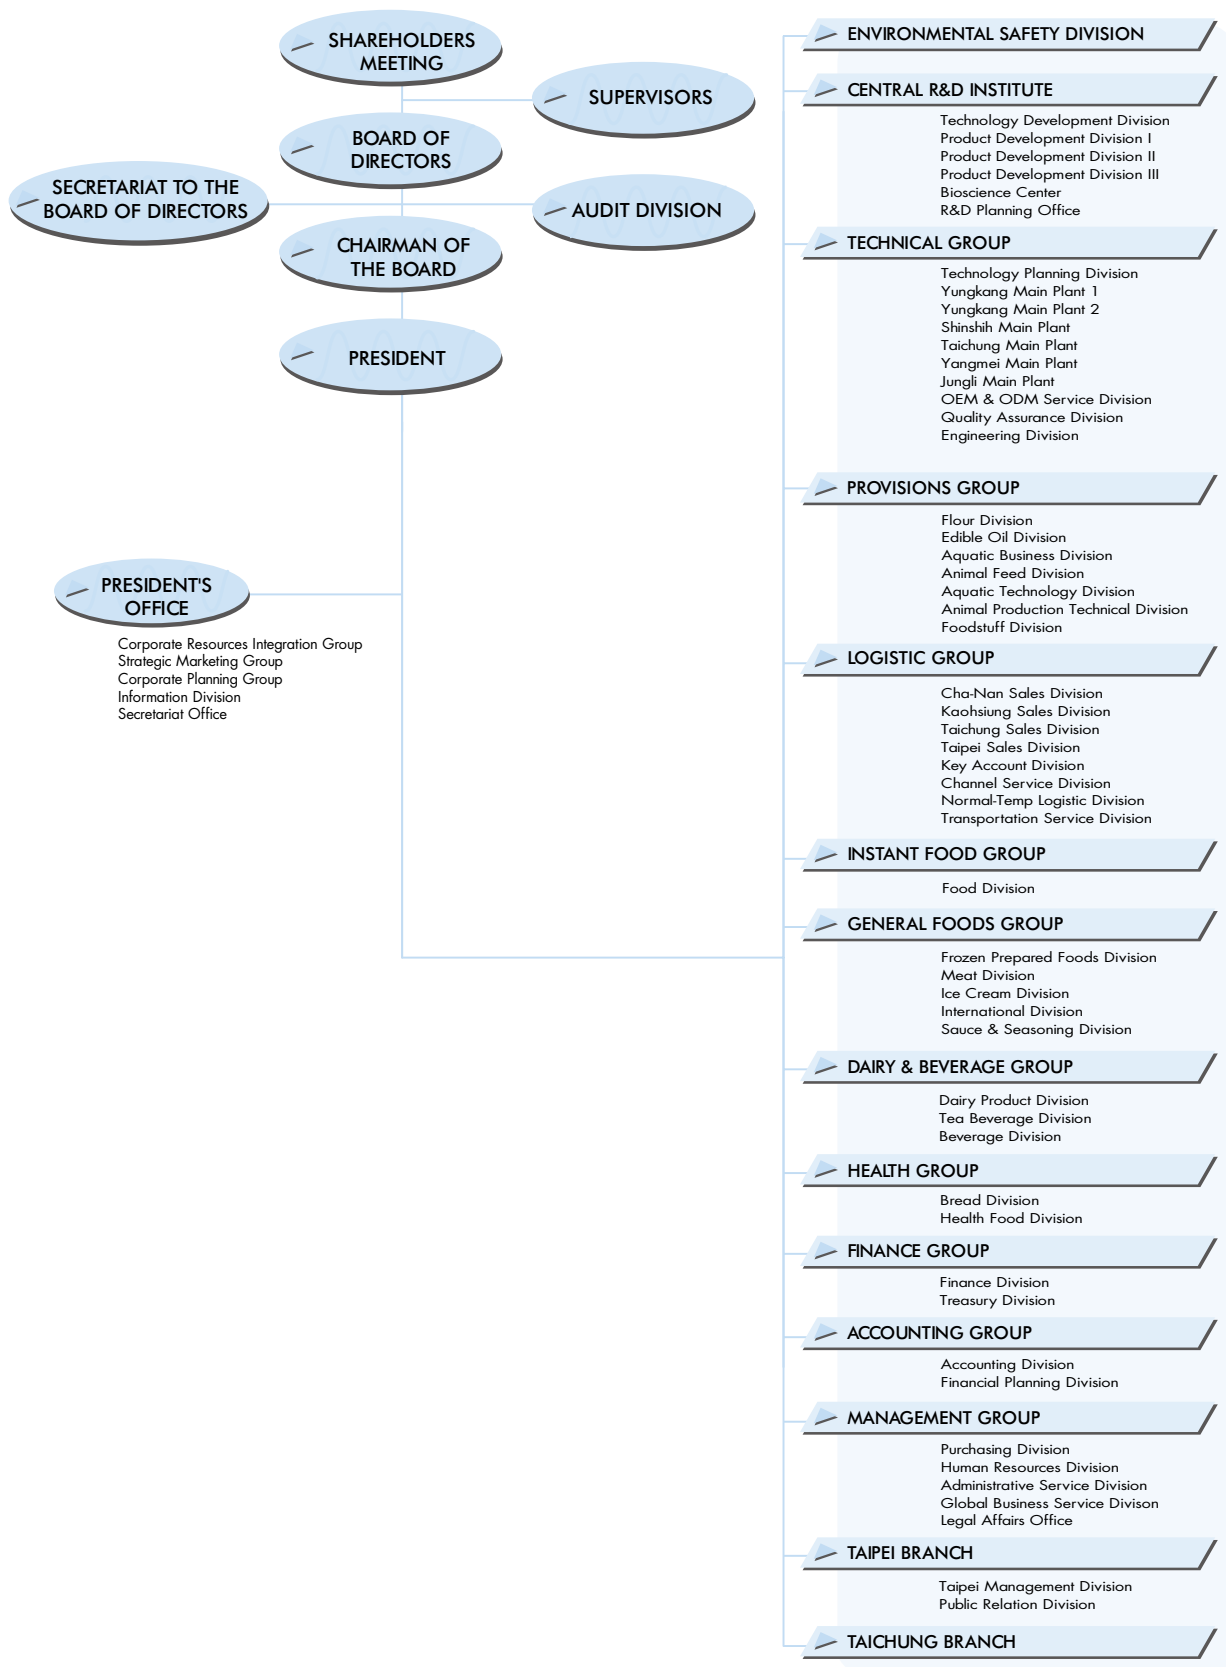 SHAREHOLDERS
MEETING
SUPERVISORS
BOARD OF
DIRECTORS
SECRETARIAT TO THE
BOARD OF DIRECTORS
AUDIT DIVISION
CHAIRMAN OF
THE BOARD
PRESIDENT
PRESIDENT'S
OFFICE
Corporate Resources Integration Group
Strategic Marketing Group
Corporate Planning Group
Information Division
Secretariat Office
ENVIRONMENTAL SAFETY DIVISION
CENTRAL R&D INSTITUTE
Technology Development Division
Product Development Division I
Product Development Division II
Product Development Division III
Bioscience Center
R&D Planning Office
TECHNICAL GROUP
Technology Planning Division
Yungkang Main Plant 1
Yungkang Main Plant 2
Shinshih Main Plant
Taichung Main Plant
Yangmei Main Plant
Jungli Main Plant
OEM & ODM Service Division
Quality Assurance Division
Engineering Division
PROVISIONS GROUP
Flour Division
Edible Oil Division
Aquatic Business Division
Animal Feed Division
Aquatic Technology Division
Animal Production Technical Division
Foodstuff Division
LOGISTIC GROUP
Cha-Nan Sales Division
Kaohsiung Sales Division
Taichung Sales Division
Taipei Sales Division
Key Account Division
Channel Service Division
Normal-Temp Logistic Division
Transportation Service Division
INSTANT FOOD GROUP
Food Division
GENERAL FOODS GROUP
Frozen Prepared Foods Division
Meat Division
Ice Cream Division
International Division
Sauce & Seasoning Division
DAIRY & BEVERAGE GROUP
Dairy Product Division
Tea Beverage Division
Beverage Division
HEALTH GROUP
Bread Division
Health Food Division
FINANCE GROUP
Finance Division
Treasury Division
ACCOUNTING GROUP
Accounting Division
Financial Planning Division
MANAGEMENT GROUP
Purchasing Division
Human Resources Division
Administrative Service Division
Global Business Service Divison
Legal Affairs Office
TAIPEI BRANCH
Taipei Management Division
Public Relation Division
TAICHUNG BRANCH